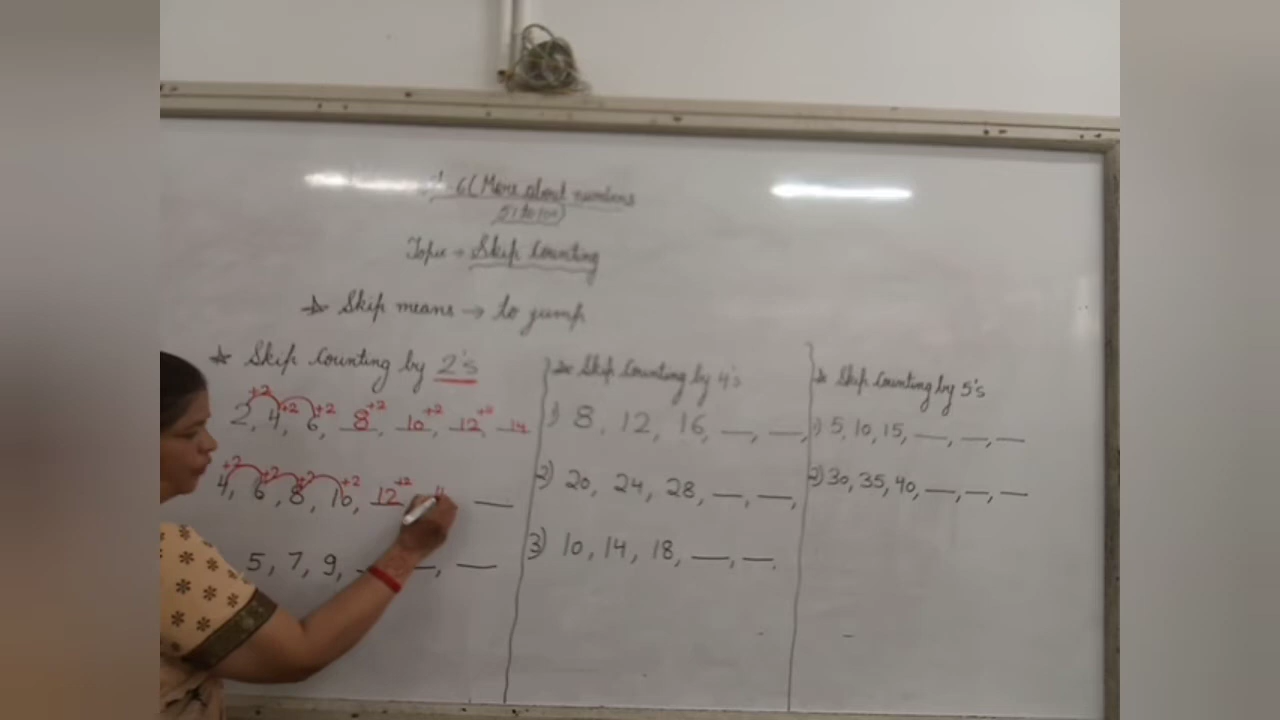 6 (More about numbers
51 to 100)
Topic → Skip Counting
Skip means → to jump
Skip Counting by 2's
+2 +2 +2 +2 +2 +2
2, 4, 6, 8, 10, 12, 14
+2 +2 +2 +2 +2
4, 6, 8, 10, 12 __
5, 7, 9, __, __, __
Skip Counting by 4's
1) 8, 12, 16, __, __,
2) 20, 24, 28, __, __,
3) 10, 14, 18, __, __.
Skip Counting by 5's
1) 5, 10, 15, __, __, __
2) 30, 35, 40, __, __, __